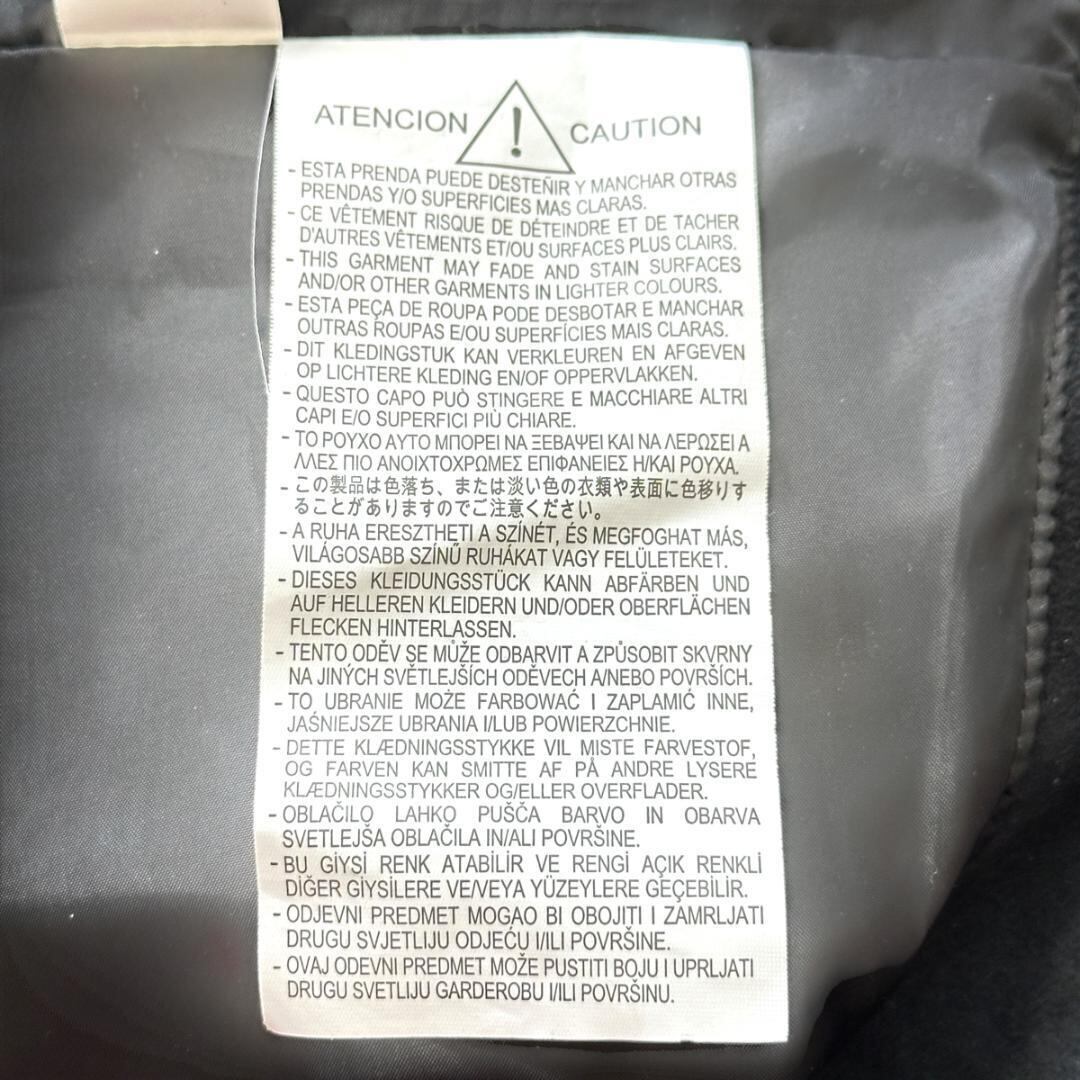 ATENCION ! CAUTION
- ESTA PRENDA PUEDE DESTEÑIR Y MANCHAR OTRAS
PRENDAS Y/O SUPERFICIES MAS CLARAS.
- CE VÊTEMENT RISQUE DE DÉTEINDRE ET DE TACHER
D'AUTRES VÊTEMENTS ET/OU SURFACES PLUS CLAIRS.
- THIS GARMENT MAY FADE AND STAIN SURFACES
AND/OR OTHER GARMENTS IN LIGHTER COLOURS.
- ESTA PEÇA DE ROUPA PODE DESBOTAR E MANCHAR
OUTRAS ROUPAS E/OU SUPERFÍCIES MAIS CLARAS.
- DIT KLEDINGSTUK KAN VERKLEUREN EN AFGEVEN
OP LICHTERE KLEDING EN/OF OPPERVLAKKEN.
- QUESTO CAPO PUÒ STINGERE E MACCHIARE ALTRI
CAPI E/O SUPERFICI PIÙ CHIARE.
- ΤΟ ΡΟΥΧΟ ΑΥΤΟ ΜΠΟΡΕΙ ΝΑ ΞΕΒΑΨΕΙ ΚΑΙ ΝΑ ΛΕΡΩΣΕΙ Α
ΛΛΕΣ ΠΙΟ ΑΝΟΙΧΤΟΧΡΩΜΕΣ ΕΠΙΦΑΝΕΙΕΣ Η/ΚΑΙ ΡΟΥΧΑ.
- この製品は色落ち、または淡い色の衣類や表面に色移りす
ることがありますのでご注意ください。
- A RUHA ERESZTHETI A SZÍNÉT, ÉS MEGFOGHAT MÁS,
VILÁGOSABB SZÍNŰ RUHÁKAT VAGY FELÜLETEKET.
- DIESES KLEIDUNGSSTÜCK KANN ABFÄRBEN UND
AUF HELLEREN KLEIDERN UND/ODER OBERFLÄCHEN
FLECKEN HINTERLASSEN.
- TENTO ODĚV SE MŮŽE ODBARVIT A ZPŮSOBIT SKVRNY
NA JINÝCH SVĚTLEJŠÍCH ODĚVECH A/NEBO POVRŠÍCH.
- TO UBRANIE MOŻE FARBOWAĆ I ZAPLAMIĆ INNE,
JAŚNIEJSZE UBRANIA I/LUB POWIERZCHNIE.
- DETTE KLÆDNINGSSTYKKE VIL MISTE FARVESTOF,
OG FARVEN KAN SMITTE AF PÅ ANDRE LYSERE
KLÆDNINGSSTYKKER OG/ELLER OVERFLADER.
- OBLAČILO LAHKO PUŠČA BARVO IN OBARVA
SVETLEJŠA OBLAČILA IN/ALI POVRŠINE.
- BU GİYSİ RENK ATABİLİR VE RENGİ AÇIK RENKLİ
DİĞER GİYSİLERE VE/VEYA YÜZEYLERE GEÇEBİLİR.
- ODJEVNI PREDMET MOGAO BI OBOJITI I ZAMRLJATI
DRUGU SVJETLIJU ODJEĆU I/ILI POVRŠINE.
- OVAJ ODEVNI PREDMET MOŽE PUSTITI BOJU I UPRLJATI
DRUGU SVETLIJU GARDEROBU I/ILI POVRŠINU.